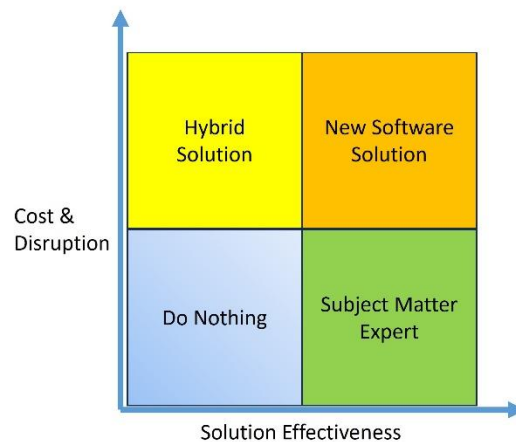 Hybrid
Solution
New Software
Solution
Cost &
Disruption
Do Nothing
Subject Matter
Expert
Solution Effectiveness